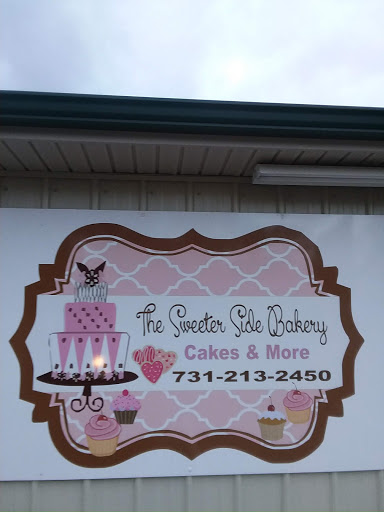 The Sweeter Side Bakery
Cakes & More
731-213-2450